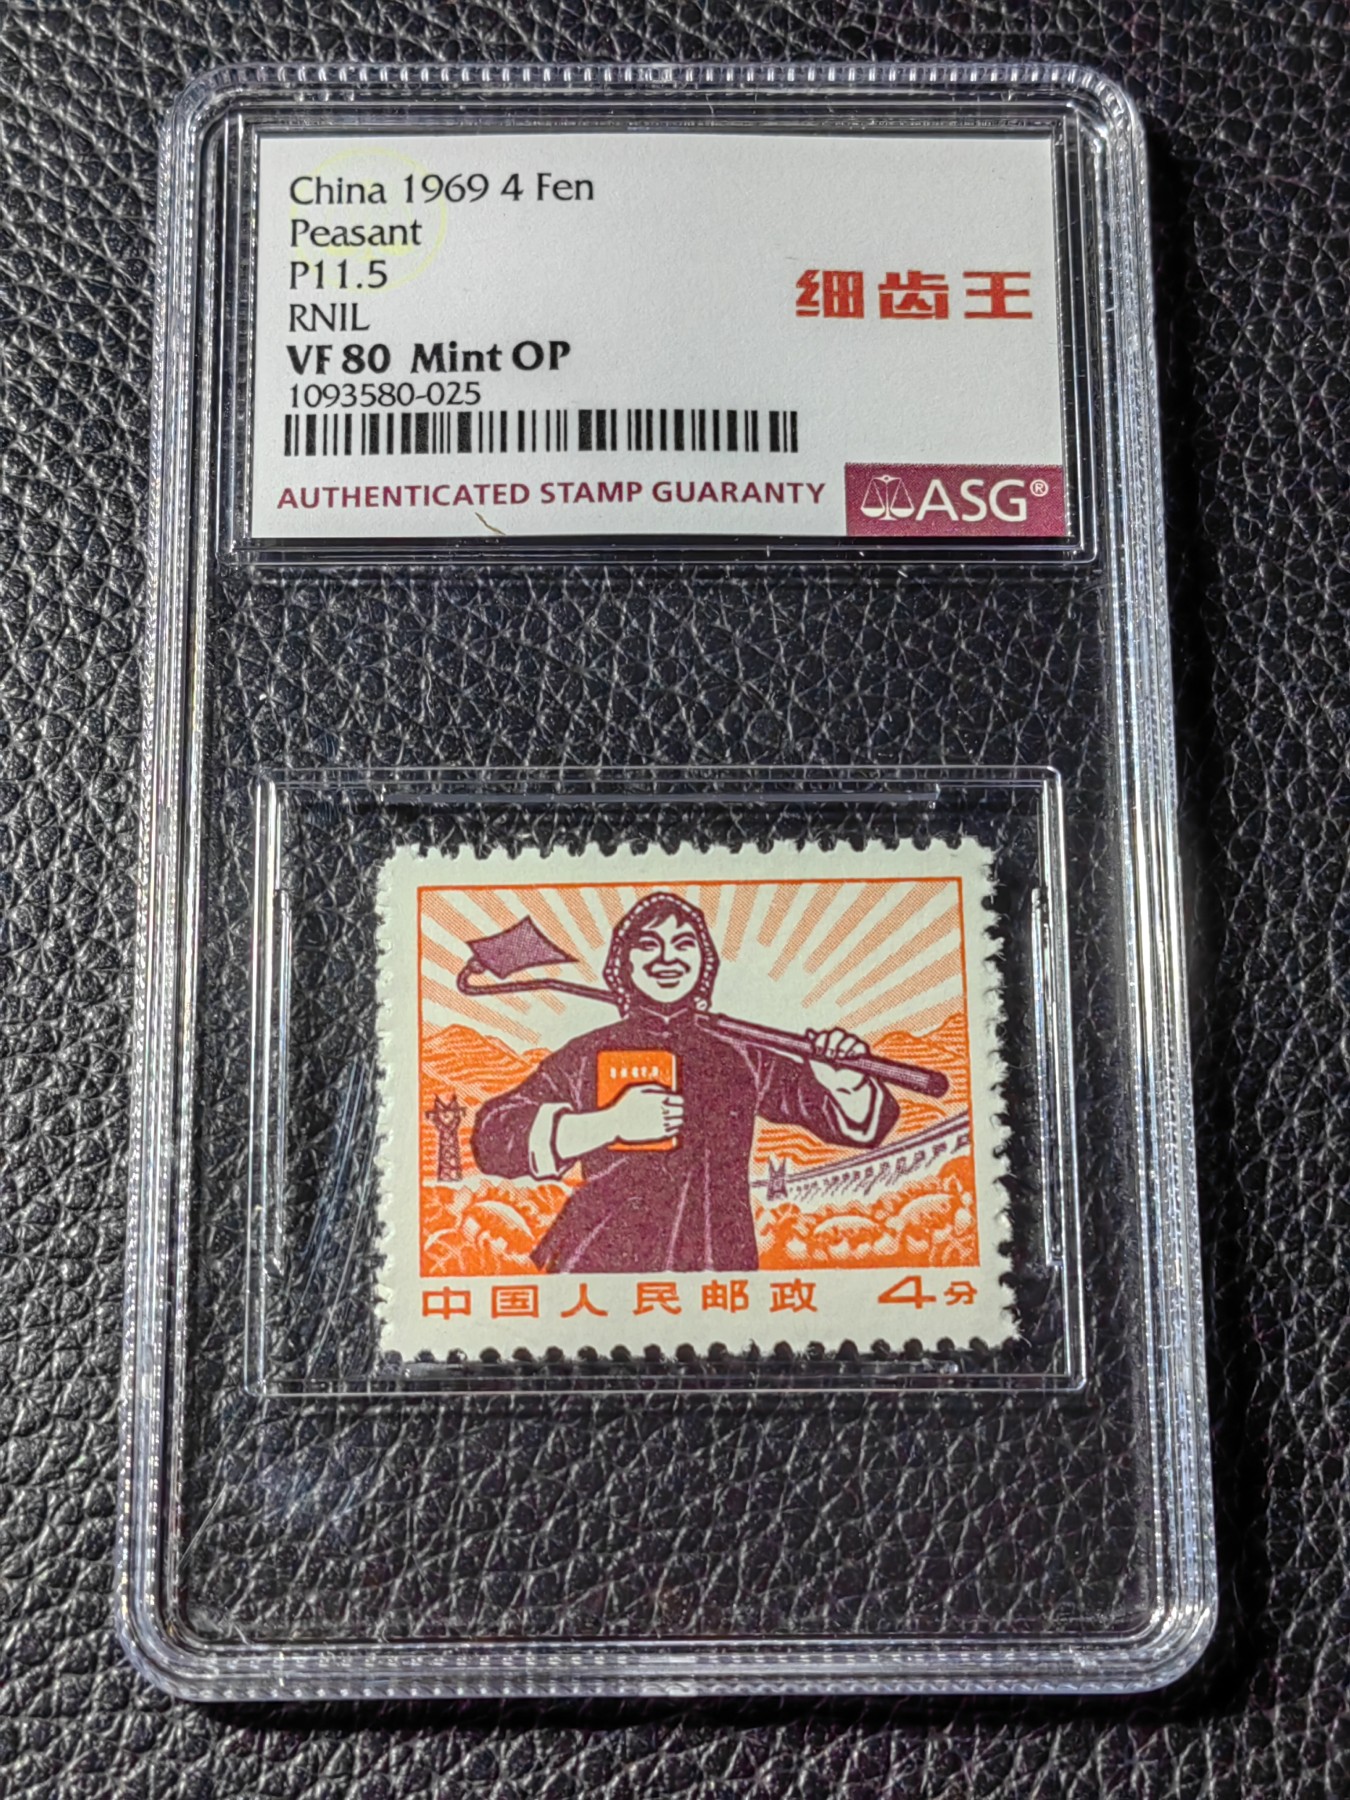 China 1969 4 Fen
Peasant
P11.5
RNIL
VF 80 Mint OP
1093580-025
细齿王
AUTHENTICATED STAMP GUARANTY
ASG®
中国人民邮政 4分